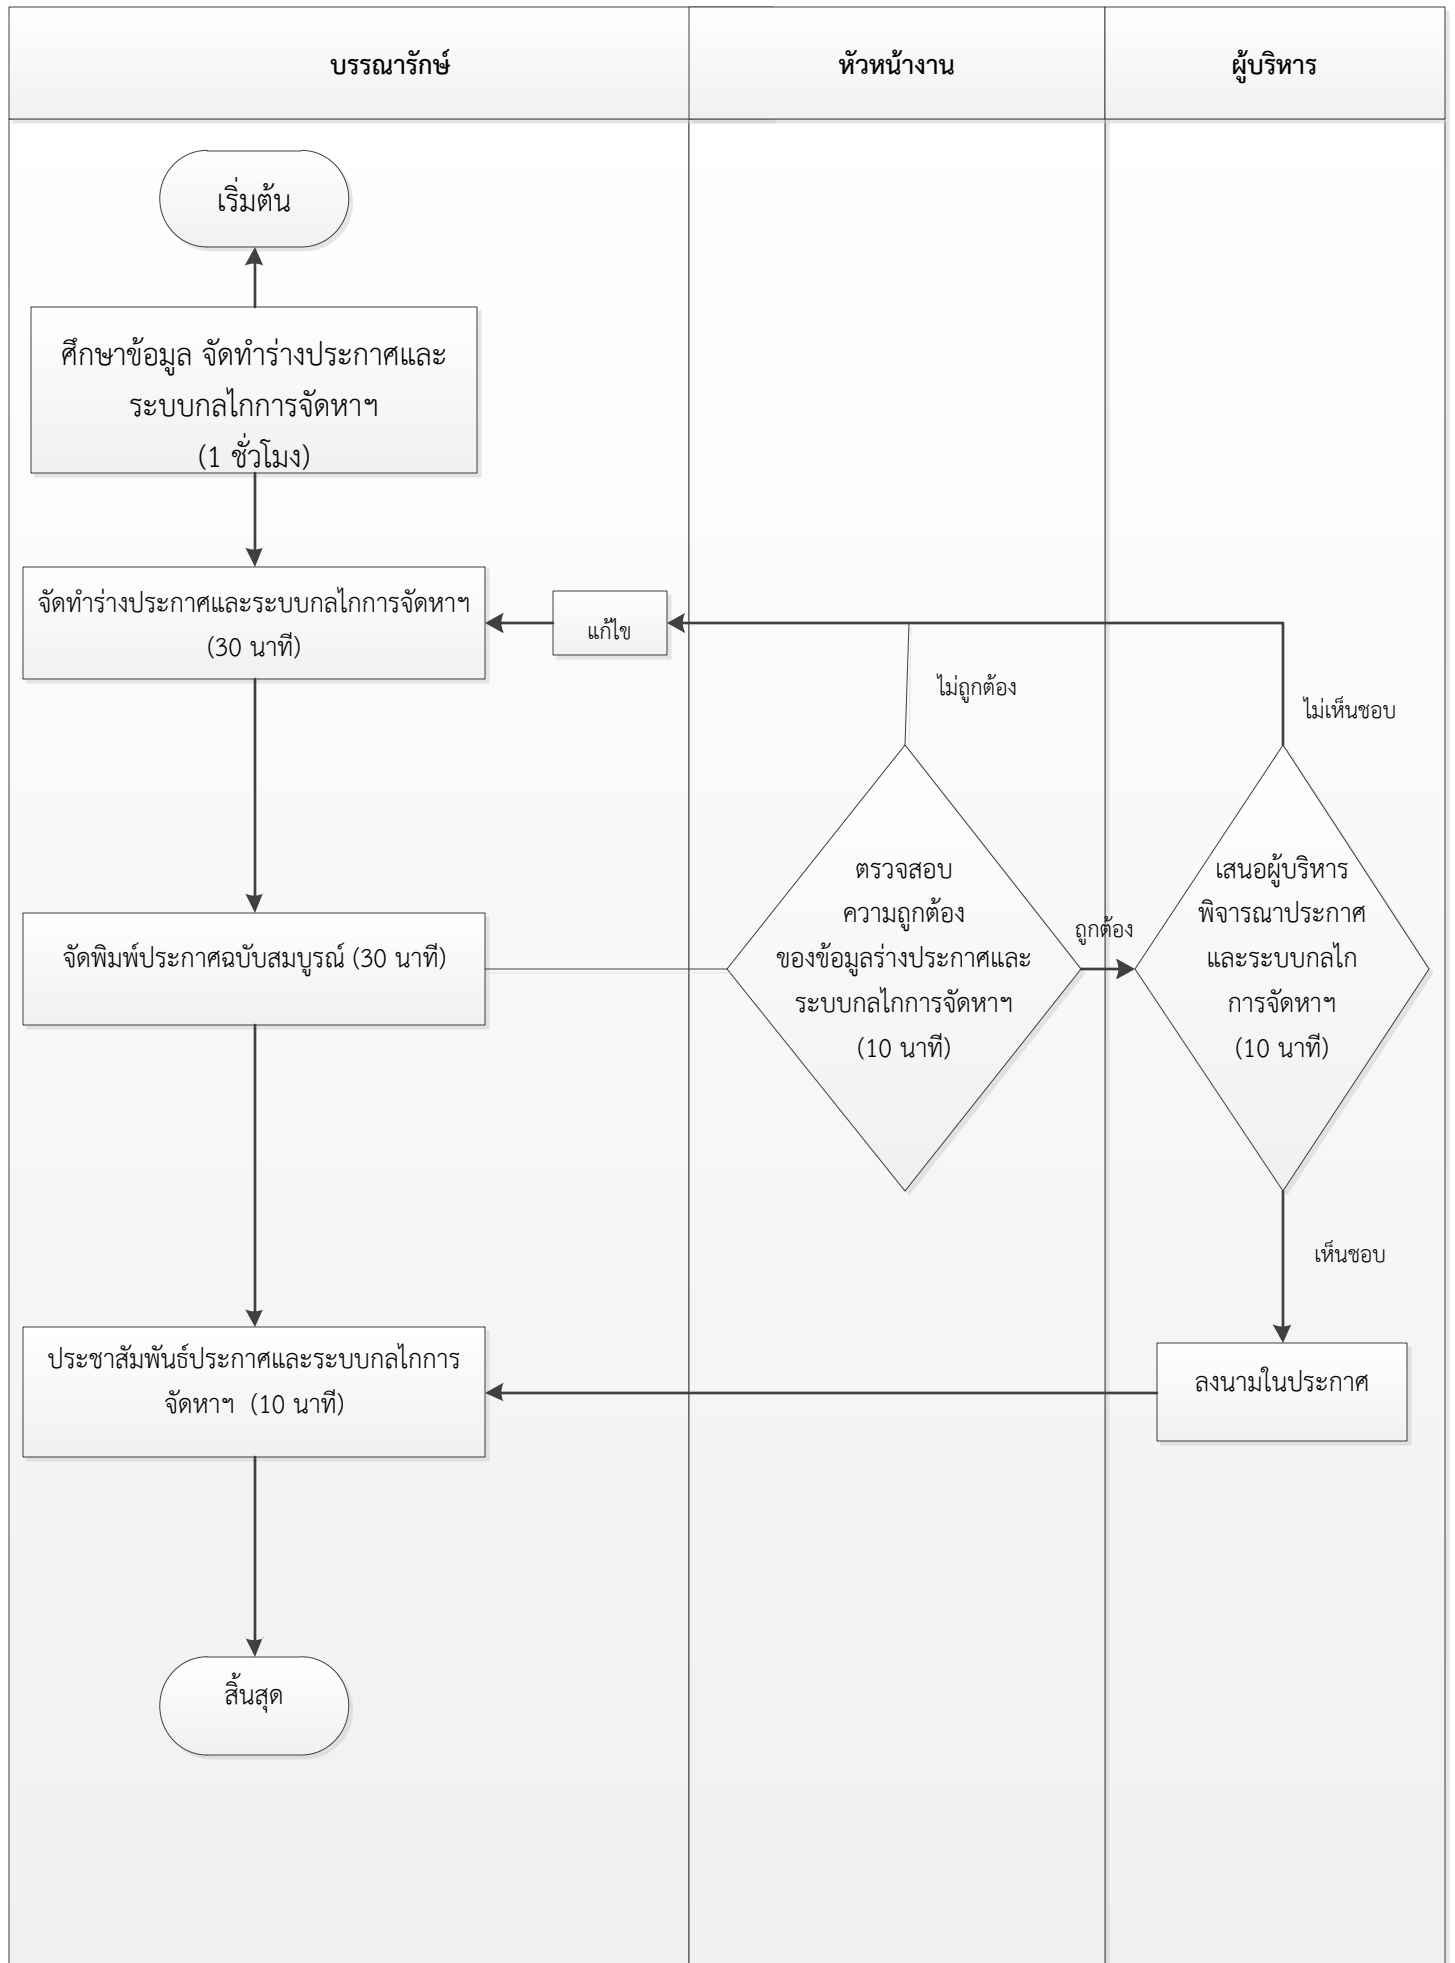 บรรณารักษ์
หัวหน้างาน
ผู้บริหาร
เริ่มต้น
ศึกษาข้อมูล จัดทำร่างประกาศและ
ระบบกลไกการจัดหาฯ
(1 ชั่วโมง)
จัดทำร่างประกาศและระบบกลไกการจัดหาฯ
(30 นาที)
แก้ไข
ไม่ถูกต้อง
ไม่เห็นชอบ
จัดพิมพ์ประกาศฉบับสมบูรณ์ (30 นาที)
ตรวจสอบ
ความถูกต้อง
ของข้อมูลร่างประกาศและ
ระบบกลไกการจัดหาฯ
(10 นาที)
ถูกต้อง
เสนอผู้บริหาร
พิจารณาประกาศ
และระบบกลไก
การจัดหาฯ
(10 นาที)
เห็นชอบ
ประชาสัมพันธ์ประกาศและระบบกลไกการ
จัดหาฯ (10 นาที)
ลงนามในประกาศ
สิ้นสุด